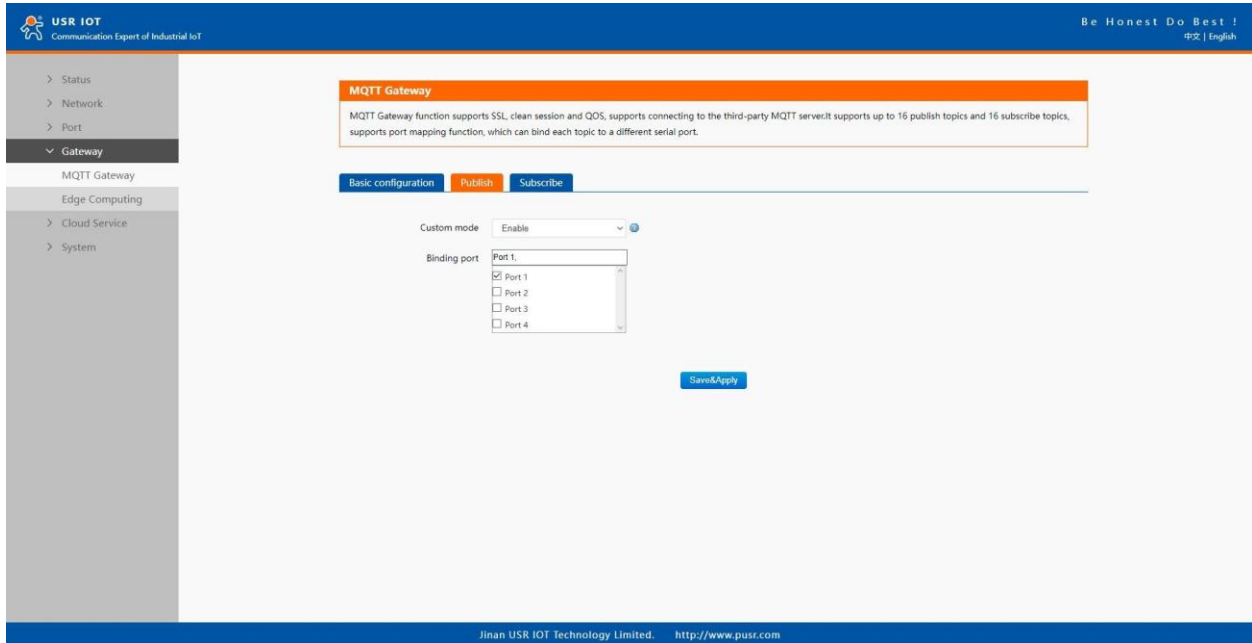 USR IOT
Communication Expert of Industrial IoT
Be Honest Do Best !
中文 | English
Status
Network
Port
Gateway
MQTT Gateway
Edge Computing
Cloud Service
System
MQTT Gateway
MQTT Gateway function supports SSL, clean session and QOS, supports connecting to the third-party MQTT server.It supports up to 16 publish topics and 16 subscribe topics,
supports port mapping function, which can bind each topic to a different serial port.
Basic configuration Publish Subscribe
Custom mode Enable
Binding port Port 1,
Port 1
Port 2
Port 3
Port 4
Save&Apply
Jinan USR IOT Technology Limited. http://www.pusr.com